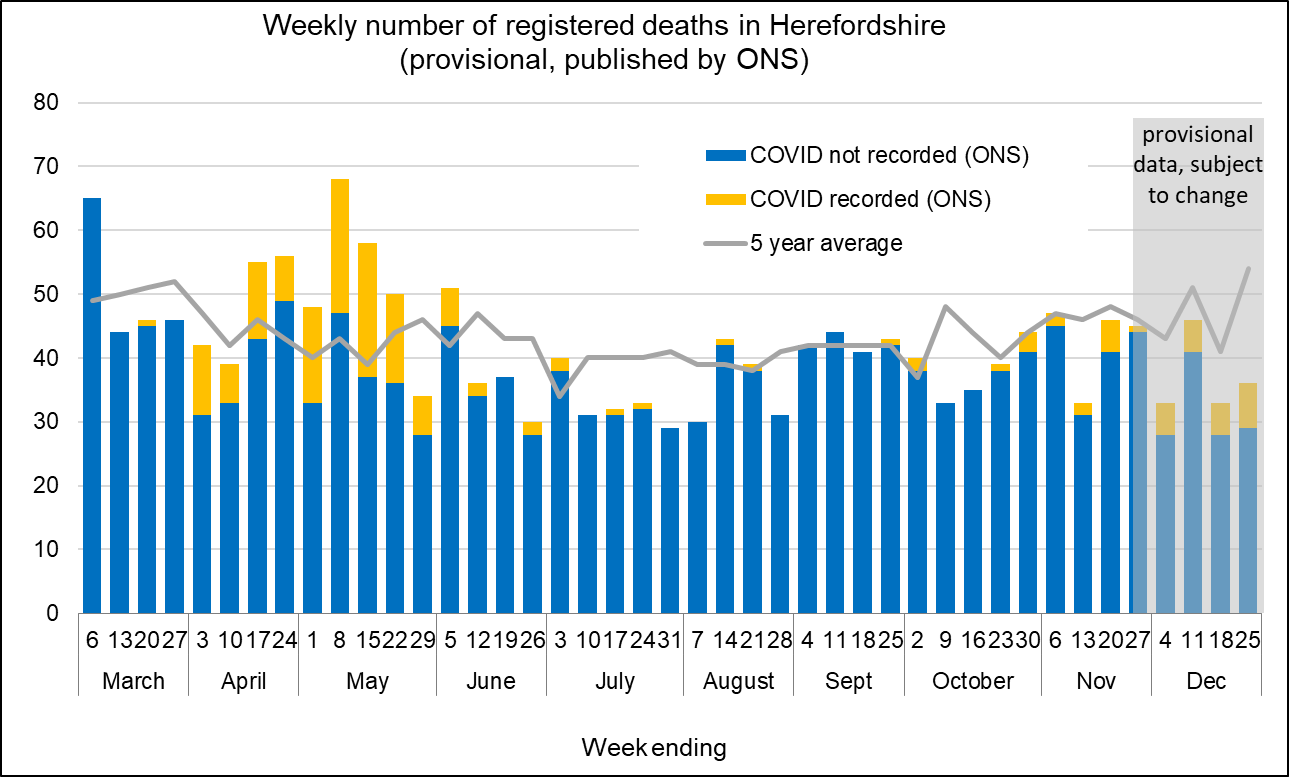 Weekly number of registered deaths in Herefordshire
(provisional, published by ONS)
80
70
60
50
40
30
20
10
0
COVID not recorded (ONS)
COVID recorded (ONS)
5 year average
provisional
data, subject
to change
6 13 20 27 3 10 17 24 1 8 15 22 29 5 12 19 26 3 10 17 24 31 7 14 21 28 4 11 18 25 2 9 16 23 30 6 13 20 27 4 11 18 25
March April May June July August Sept October Nov Dec
Week ending